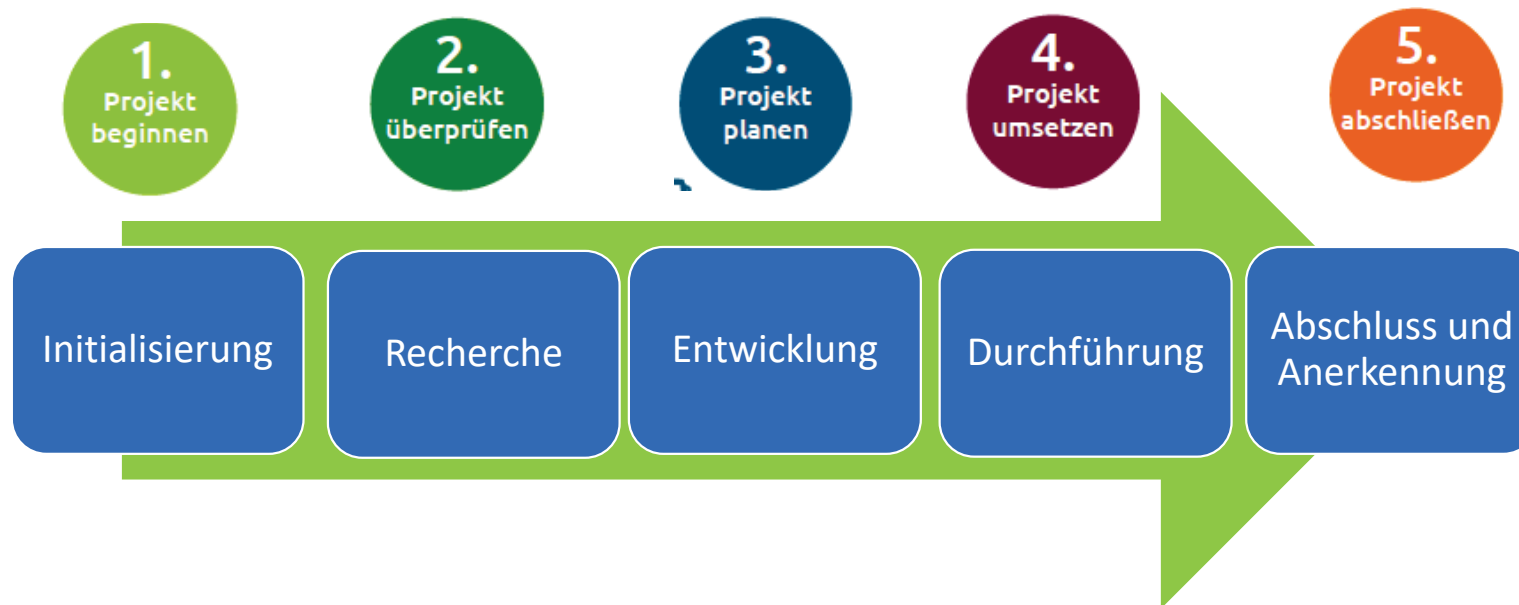 1.
Projekt
beginnen
2.
Projekt
überprüfen
3.
Projekt
planen
4.
Projekt
umsetzen
5.
Projekt
abschließen
Initialisierung
Recherche
Entwicklung
Durchführung
Abschluss und
Anerkennung